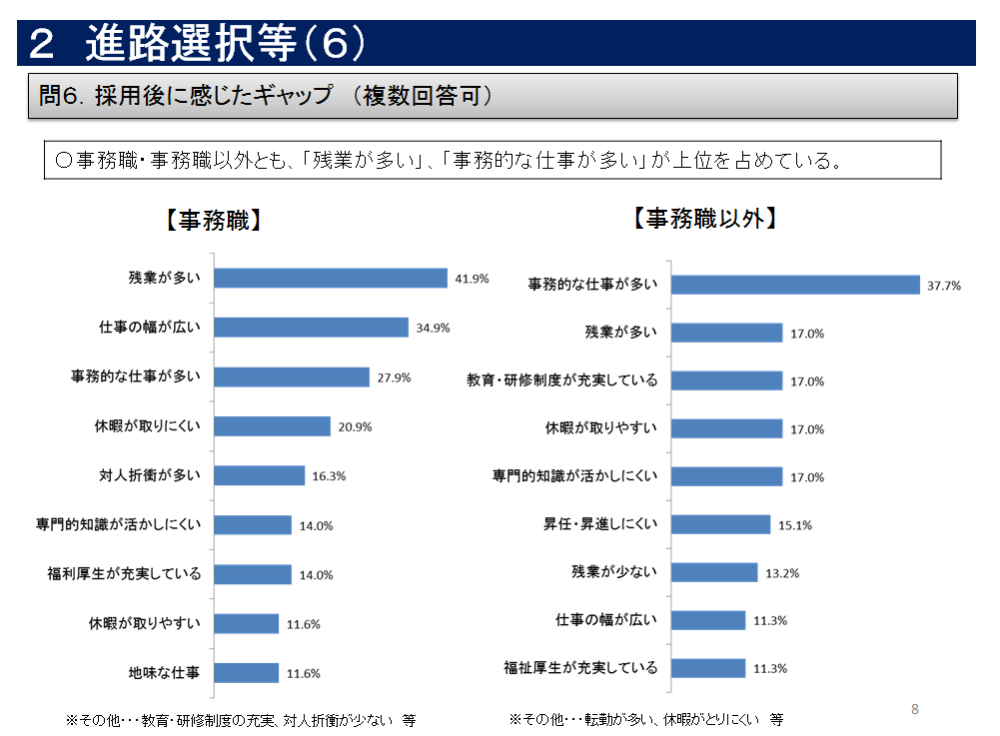 ２　進路選択等（６）
問６．採用後に感じたギャップ　（複数回答可）
○事務職・事務職以外とも、「残業が多い」、「事務的な仕事が多い」が上位を占めている。
【事務職】
残業が多い 41.9%
仕事の幅が広い 34.9%
事務的な仕事が多い 27.9%
休暇が取りにくい 20.9%
対人折衝が多い 16.3%
専門的知識が活かしにくい 14.0%
福利厚生が充実している 14.0%
休暇が取りやすい 11.6%
地味な仕事 11.6%
※その他・・・教育・研修制度の充実、対人折衝が少ない　等
【事務職以外】
事務的な仕事が多い 37.7%
残業が多い 17.0%
教育・研修制度が充実している 17.0%
休暇が取りやすい 17.0%
専門的知識が活かしにくい 17.0%
昇任・昇進しにくい 15.1%
残業が少ない 13.2%
仕事の幅が広い 11.3%
福祉厚生が充実している 11.3%
※その他・・・転勤が多い、休暇がとりにくい　等
8